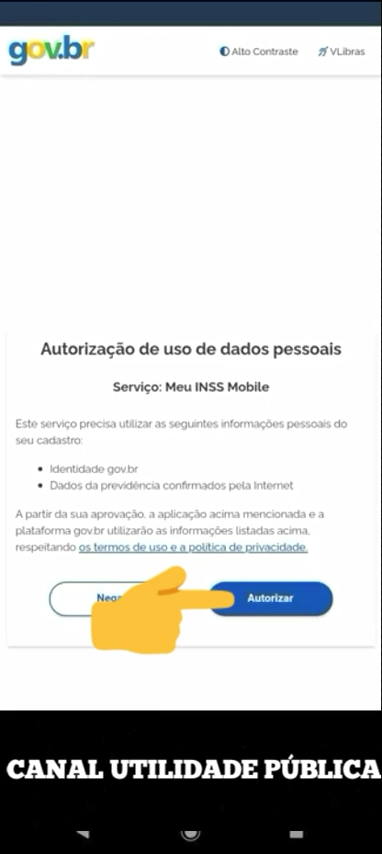 gov.br
Alto Contraste VLibras
Autorização de uso de dados pessoais
Serviço: Meu INSS Mobile
Este serviço precisa utilizar as seguintes informações pessoais do
seu cadastro:
Identidade gov.br
Dados da previdência confirmados pela Internet
A partir da sua aprovação, a aplicação acima mencionada e a
plataforma gov.br utilizarão as informações listadas acima,
respeitando os termos de uso e a política de privacidade.
Autorizar
CANAL UTILIDADE PÚBLICA